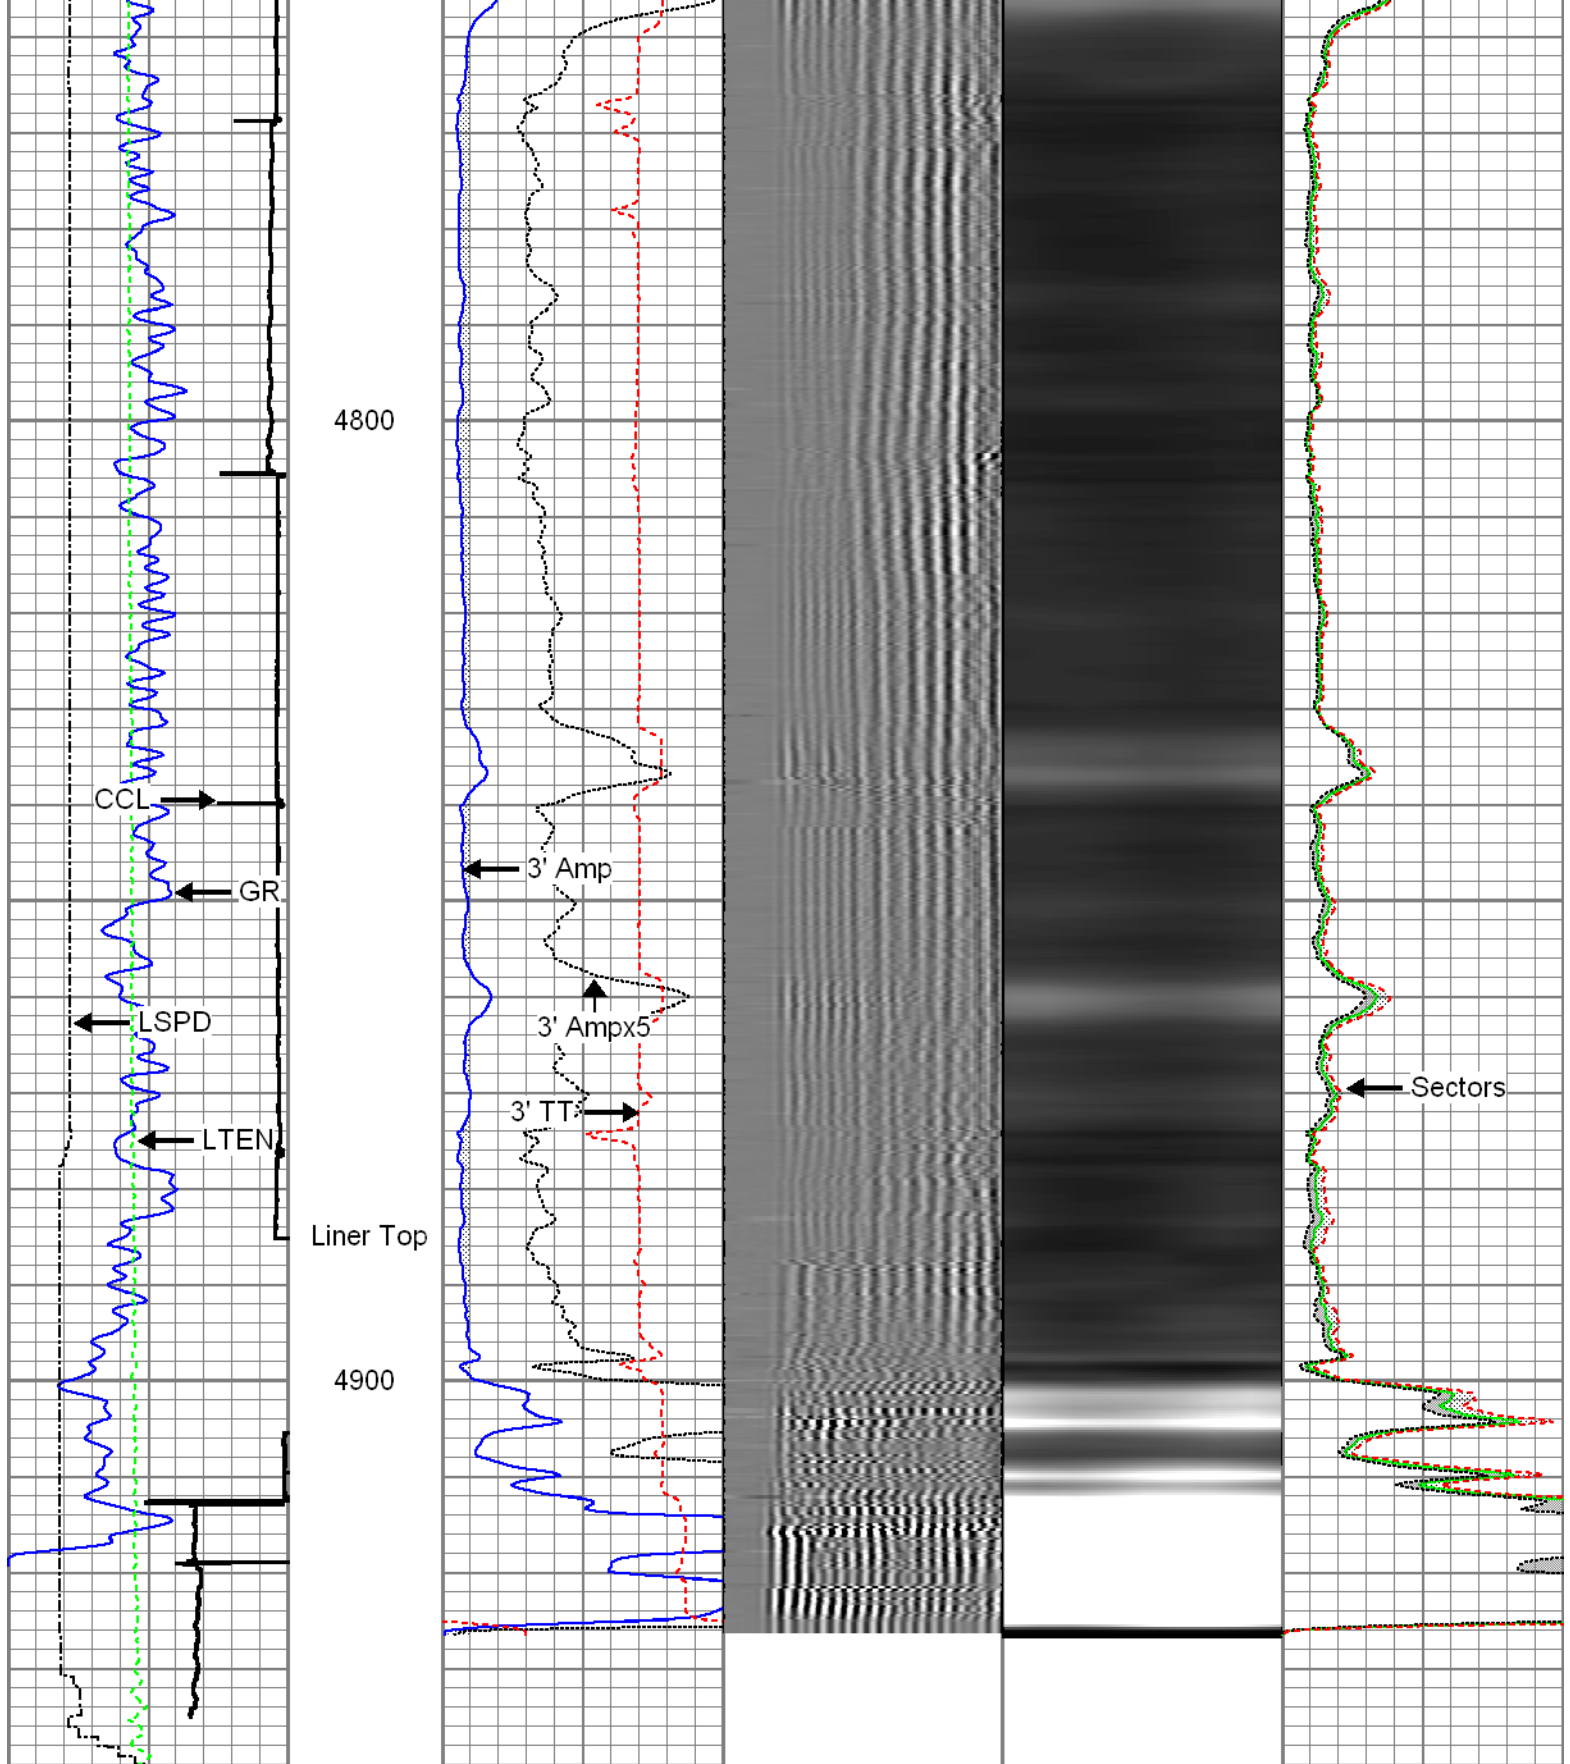 4800
CCL
3' Amp
GR
LSPD
3' Ampx5
Sectors
3' TT
LTEN
Liner Top
4900